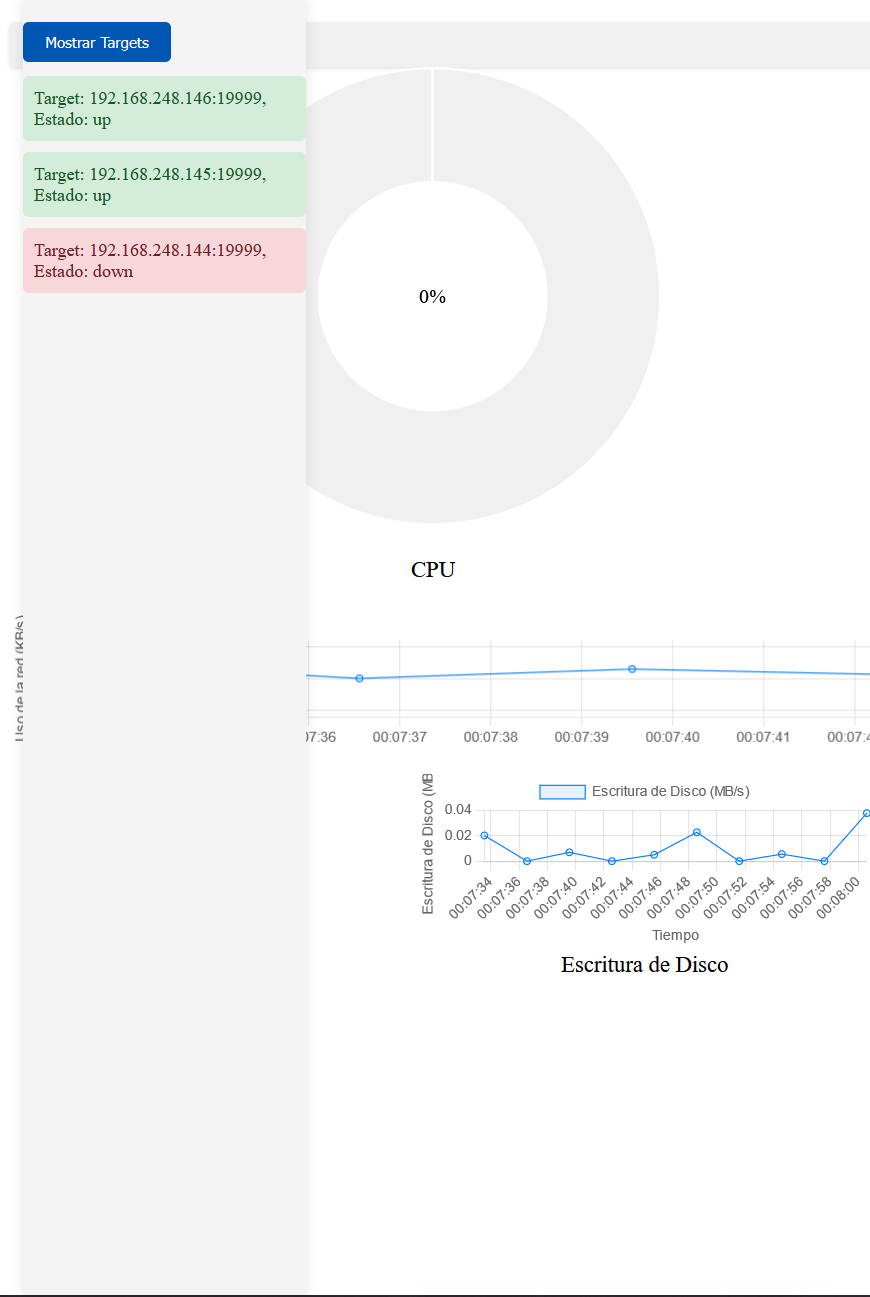 Mostrar Targets
Target: 192.168.248.146:19999,
Estado: up
Target: 192.168.248.145:19999,
Estado: up
Target: 192.168.248.144:19999,
Estado: down
0%
CPU
Uso de la red (KB/s)
07:36 00:07:37 00:07:38 00:07:39 00:07:40 00:07:41 00:07:4
Escritura de Disco (MB
Escritura de Disco (MB/s)
0.04
0.02
0
00:07:34 00:07:36 00:07:38 00:07:40 00:07:42 00:07:44 00:07:46 00:07:48 00:07:50 00:07:52 00:07:54 00:07:56 00:07:58 00:08:00
Tiempo
Escritura de Disco